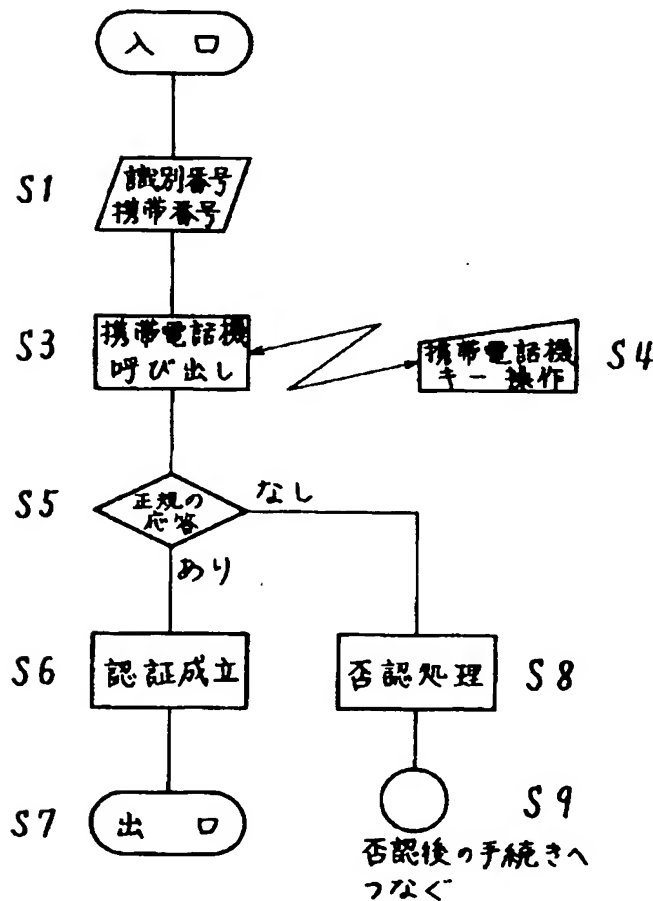 入 口
S1
識別番号
携帯番号
S3
携帯電話機
呼び出し
携帯電話機
キー操作
S4
S5
正規の
応答
なし
あり
S6
認証成立
否認処理
S8
S7
出 口
S9
否認後の手続きへ
つなぐ